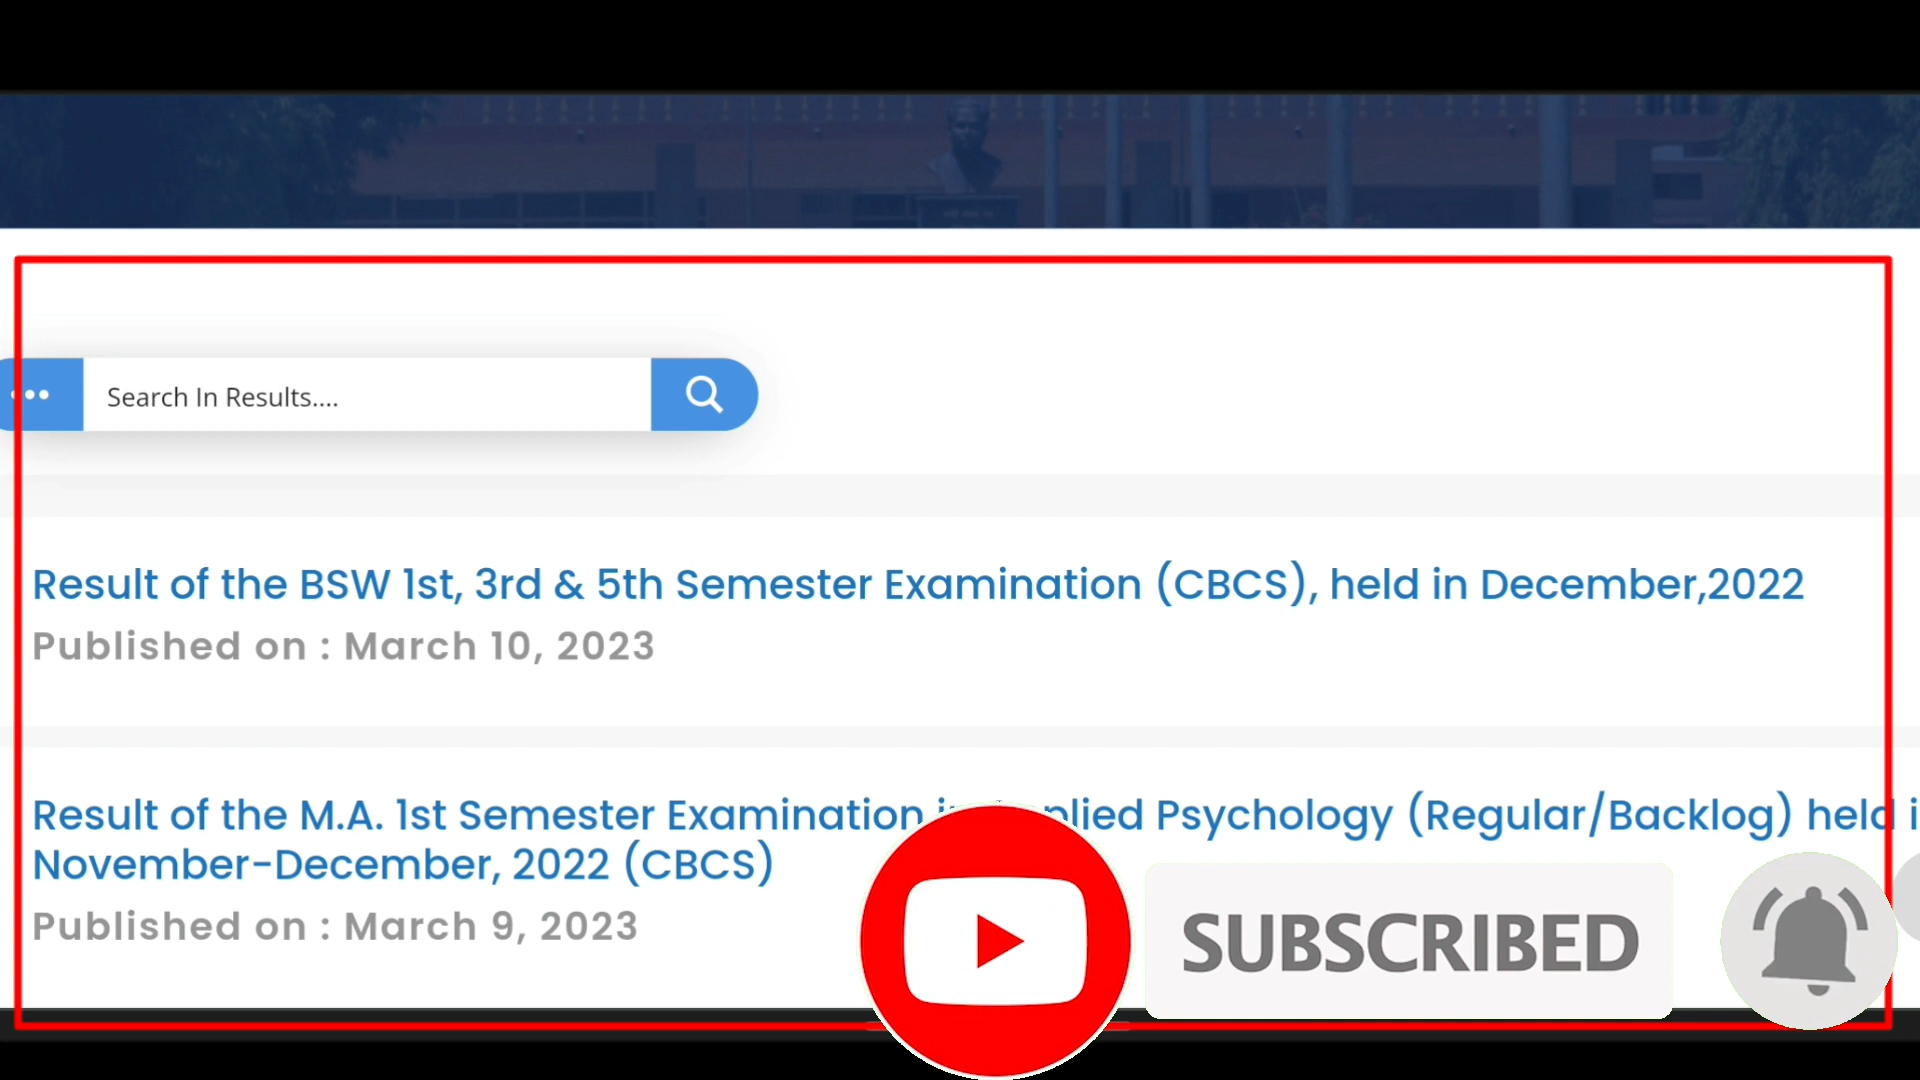 Search In Results....
Result of the BSW 1st, 3rd & 5th Semester Examination (CBCS), held in December,2022
Published on : March 10, 2023
Result of the M.A. 1st Semester Examination Psychology (Regular/Backlog) held
November-December, 2022 (CBCS)
Published on : March 9, 2023
SUBSCRIBED